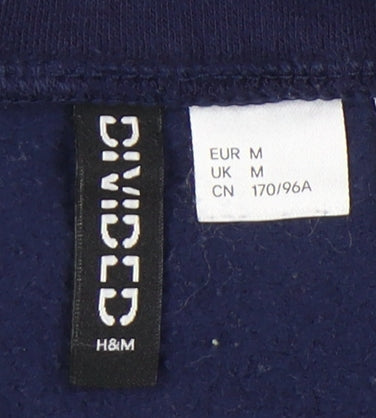 DIVIDED
H&M
EUR M
UK M
CN 170/96A